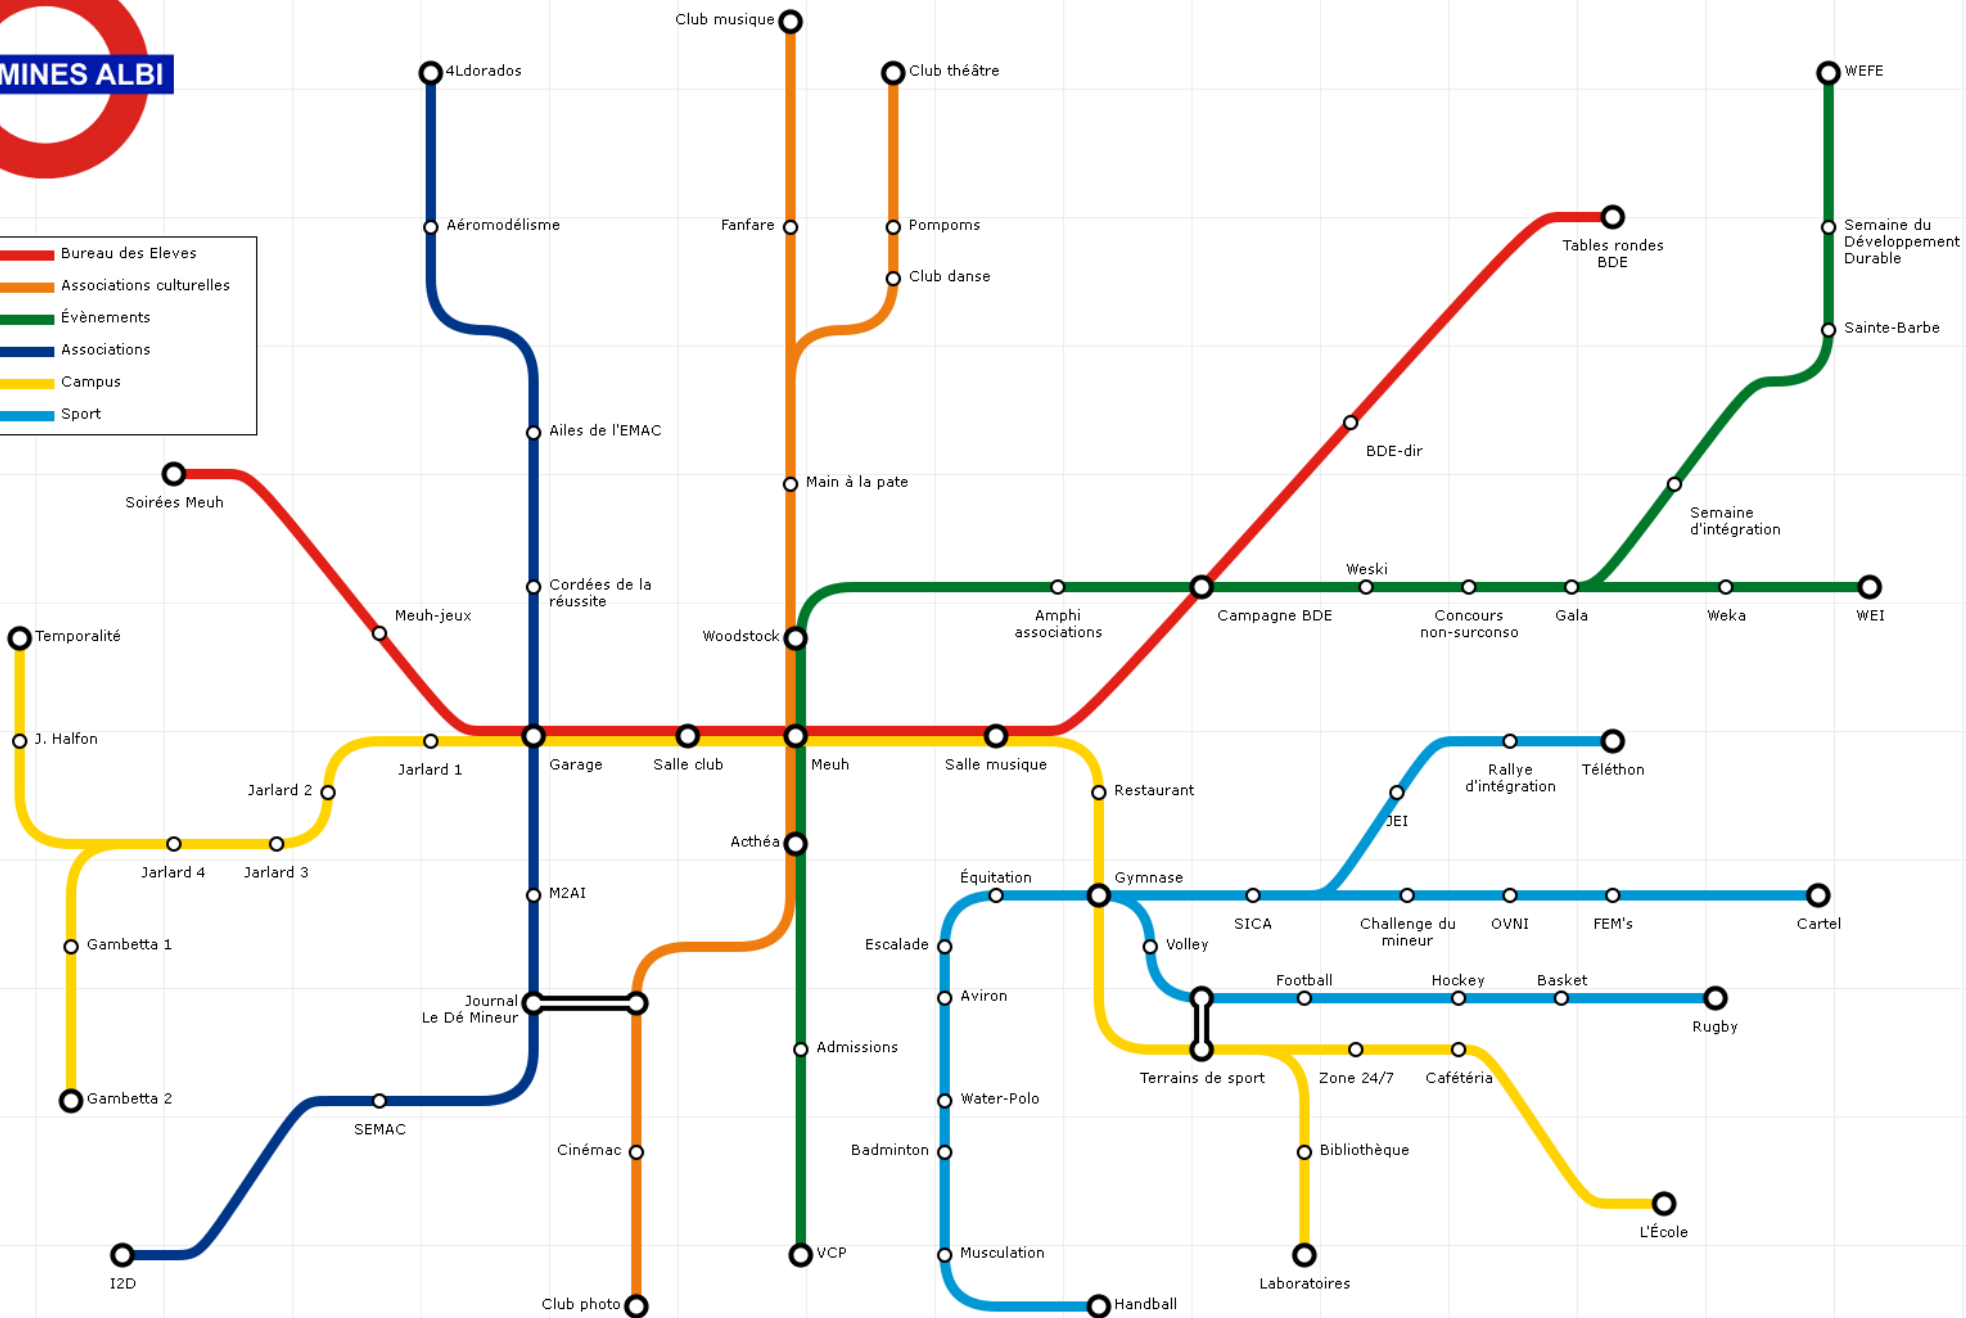 MINES ALBI
Bureau des Eleves
Associations culturelles
Évènements
Associations
Campus
Sport
Club musique
4Ldorados
Club théâtre
WEFE
Aéromodélisme
Fanfare
Pompoms
Semaine du
Développement
Durable
Tables rondes
BDE
Club danse
Sainte-Barbe
Ailes de l'EMAC
BDE-dir
Main à la pate
Soirées Meuh
Semaine
d'intégration
Weski
Cordées de la
réussite
Meuh-jeux
Amphi
associations
Campagne BDE
Concours
non-surconso
Gala
Weka
WEI
Temporalité
Woodstock
J. Halfon
Jarlard 1
Garage
Salle club
Meuh
Salle musique
Rallye
d'intégration
Téléthon
Jarlard 2
Restaurant
JEI
Acthéa
Jarlard 4
Jarlard 3
Équitation
Gymnase
M2AI
SICA
Challenge du
mineur
OVNI
FEM's
Cartel
Gambetta 1
Escalade
Volley
Football
Hockey
Basket
Journal
Le Dé Mineur
Aviron
Rugby
Admissions
Terrains de sport
Zone 24/7
Cafétéria
Gambetta 2
SEMAC
Water-Polo
Cinémac
Badminton
Bibliothèque
L'École
I2D
VCP
Musculation
Laboratoires
Club photo
Handball